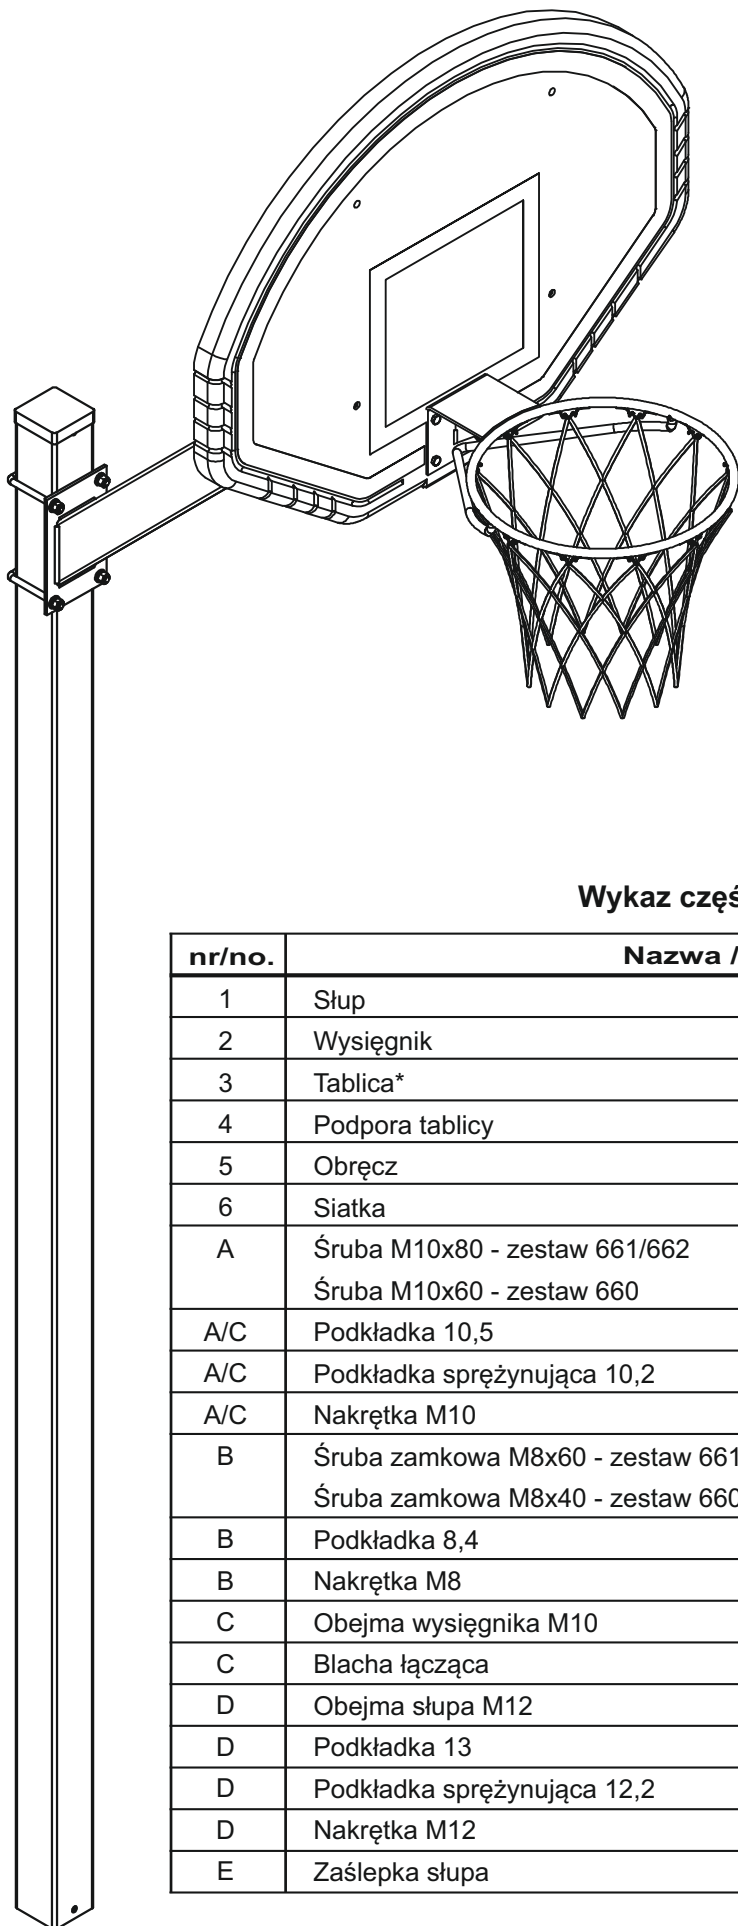 Wykaz częś
nr/no. Nazwa /
1 Słup
2 Wysięgnik
3 Tablica*
4 Podpora tablicy
5 Obręcz
6 Siatka
A Śruba M10x80 - zestaw 661/662
Śruba M10x60 - zestaw 660
A/C Podkładka 10,5
A/C Podkładka sprężynująca 10,2
A/C Nakrętka M10
B Śruba zamkowa M8x60 - zestaw 661
Śruba zamkowa M8x40 - zestaw 660
B Podkładka 8,4
B Nakrętka M8
C Obejma wysięgnika M10
C Blacha łącząca
D Obejma słupa M12
D Podkładka 13
D Podkładka sprężynująca 12,2
D Nakrętka M12
E Zaślepka słupa